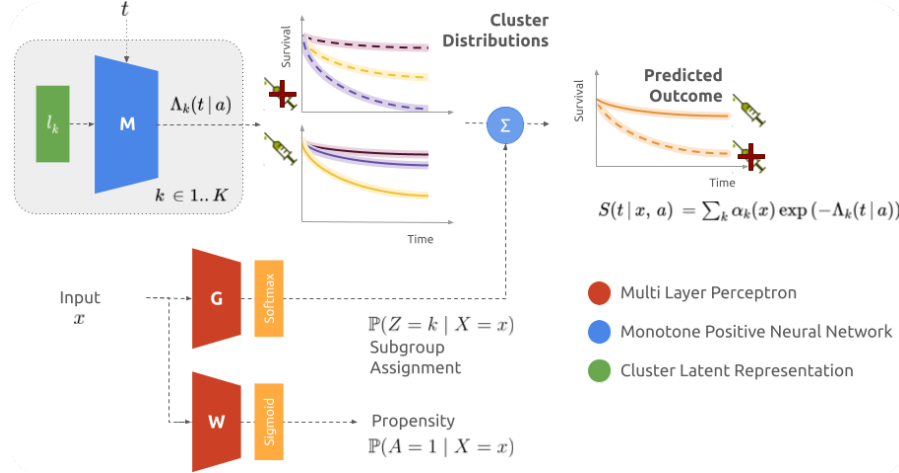 t
Survival
Cluster
Distributions
l_k
M
Λ_k(t | a)
k ∈ 1.. K
Time
Σ
Survival
Predicted
Outcome
Time
S(t | x, a) = ∑_k α_k(x) exp (−Λ_k(t | a))
Input
x
G
Softmax
ℙ(Z = k | X = x)
Subgroup
Assignment
W
Sigmoid
Propensity
ℙ(A = 1 | X = x)
Multi Layer Perceptron
Monotone Positive Neural Network
Cluster Latent Representation